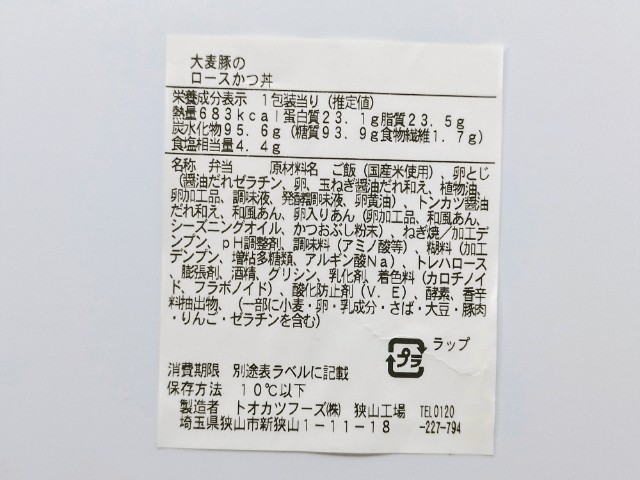 大麦豚の
ロースかつ丼
栄養成分表示　1包装当り（推定値）
熱量683kcal蛋白質23.1g脂質23.5g
炭水化物95.6g（糖質93.9g食物繊維1.7g）
食塩相当量4.4g
名称　弁当　　原材料名　ご飯（国産米使用）、卵とじ
（醤油だれゼラチン、卵、玉ねぎ醤油だれ和え、植物油、
卵加工品、調味液、発酵調味液、卵黄油）、トンカツ醤油
だれ和え、和風あん、卵入りあん（卵加工品、和風あん、
シーズニングオイル、かつおぶし粉末）、ねぎ焼／加工デ
ンプン、pH調整剤、調味料（アミノ酸等）、糊料（加工
デンプン、増粘多糖類、アルギン酸Na）、トレハロース
、膨張剤、酒精、グリシン、乳化剤、着色料（カロチノイ
ド、フラボノイド）、酸化防止剤（V.E）、酵素、香辛
料抽出物、（一部に小麦・卵・乳成分・さば・大豆・豚肉
・りんご・ゼラチンを含む）
プラ　ラップ
消費期限　別途表ラベルに記載
保存方法　10℃以下
製造者　トオカツフーズ㈱　狭山工場　TEL0120
埼玉県狭山市新狭山1-11-18　-227-794